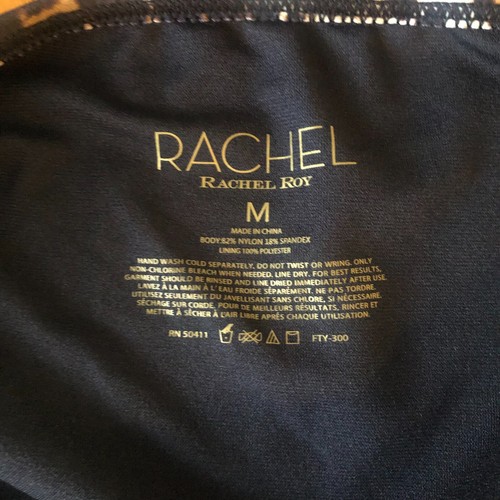 RACHEL
RACHEL ROY
M
MADE IN CHINA
BODY:82% NYLON 18% SPANDEX
LINING 100% POLYESTER
HAND WASH COLD SEPARATELY. DO NOT TWIST OR WRING. ONLY
NON-CHLORINE BLEACH WHEN NEEDED. LINE DRY. FOR BEST RESULTS,
GARMENT SHOULD BE RINSED AND LINE DRIED IMMEDIATELY AFTER USE.
LAVEZ À LA MAIN À L'EAU FROIDE SÉPARÉMENT. NE PAS TORDRE.
UTILISEZ SEULEMENT DU JAVELLISANT SANS CHLORE, SI NÉCESSAIRE.
SÉCHAGE SUR CORDE. POUR DE MEILLEURS RÉSULTATS, RINCER ET
METTRE À SÉCHER À L'AIR LIBRE APRÈS CHAQUE UTILISATION.
RN 50411 FTY-300